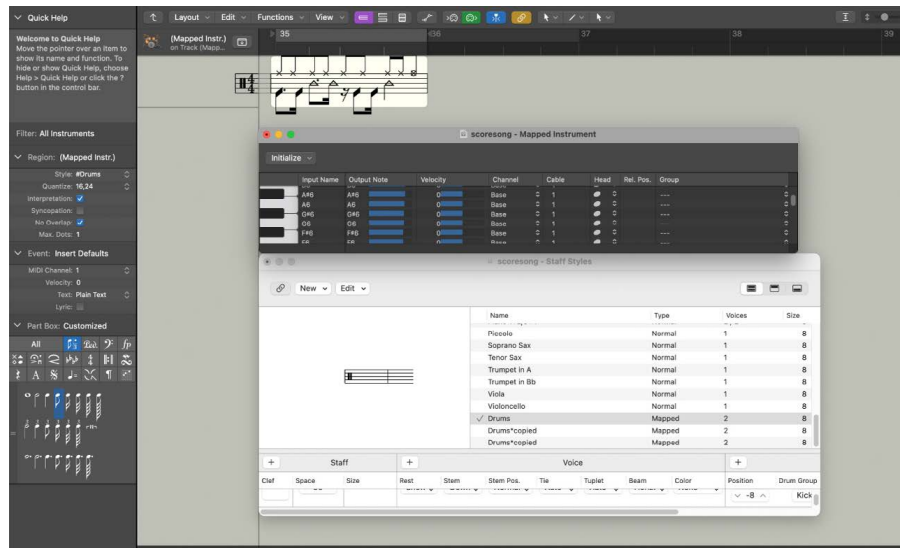 Quick Help
Welcome to Quick Help
Move the pointer over an item to
show its name and function. To
hide or show Quick Help, choose
Help > Quick Help or click the ?
button in the control bar.
Filter: All Instruments
Region: (Mapped Instr.)
Style: #Drums
Quantize: 16,24
Interpretation:
Syncopation:
No Overlap:
Max. Dots: 1
Event: Insert Defaults
MIDI Channel: 1
Velocity: 0
Text: Plain Text
Lyric:
Part Box: Customized
All
Layout Edit Functions View
(Mapped Instr.)
on Track (Mapp...
35 36 37 38 39
scoresong - Mapped Instrument
Initialize
Input Name Output Note Velocity Channel Cable Head Rel. Pos. Group
A#6 A#6 0 Base 1 ---
A6 A6 0 Base 1
G#6 G#6 0 Base 1 ---
G6 G6 0 Base 1
F#6 F#6 0 Base 1 ---
F6 F6 0 Base 1
scoresong - Staff Styles
New Edit
Name Type Voices Size
Piccolo Normal 1 8
Soprano Sax Normal 1 8
Tenor Sax Normal 1 8
Trumpet in A Normal 1 8
Trumpet in Bb Normal 1 8
Viola Normal 1 8
Violoncello Normal 1 8
✓ Drums Mapped 2 8
Drums*copied Mapped 2 8
Drums*copied Mapped 2 8
+ Staff + Voice +
Clef Space Size Rest Stem Stem Pos. Tie Tuplet Beam Color Position Drum Group
-8 Kick